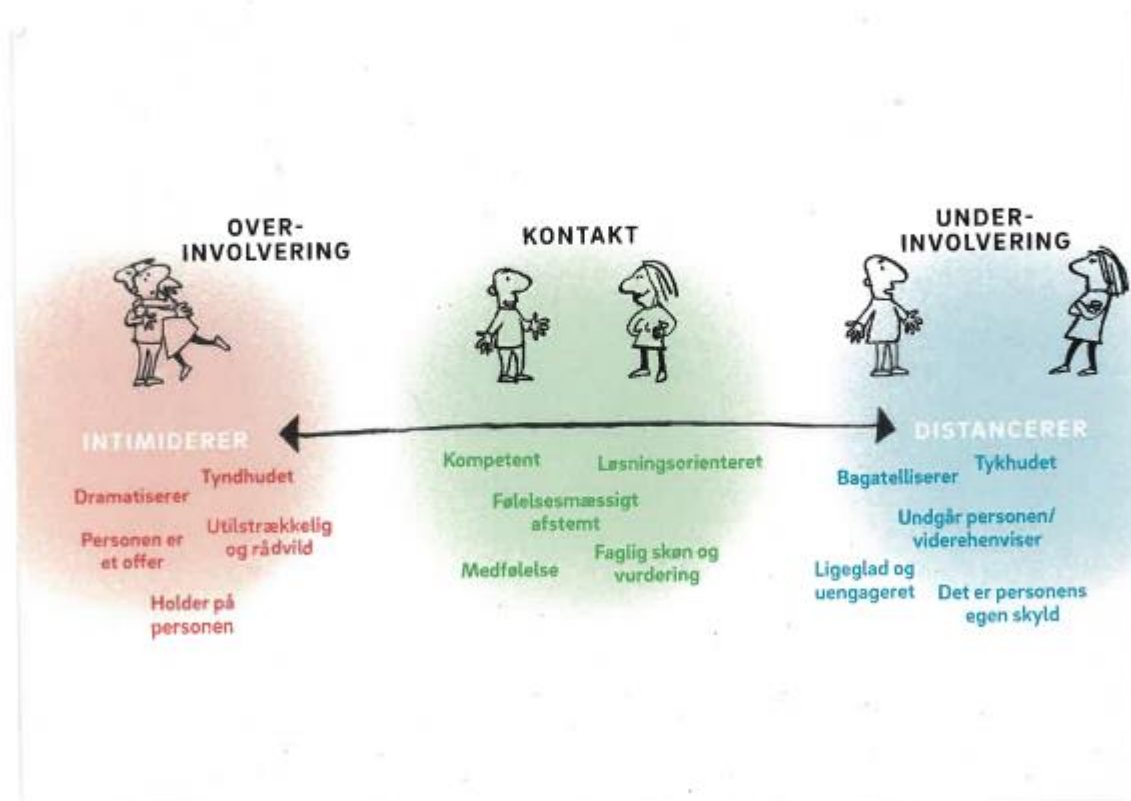 OVER-
INVOLVERING
KONTAKT
UNDER-
INVOLVERING
INTIMIDERER
DISTANCERER
Tyndhudet
Dramatiserer
Utilstrækkelig
og rådvild
Personen er
et offer
Holder på
personen
Kompetent
Løsningsorienteret
Følelsesmæssigt
afstemt
Medfølelse
Faglig skøn og
vurdering
Bagatelliserer
Tykhudet
Undgår personen/
viderehenviser
Ligeglad og
uengageret
Det er personens
egen skyld